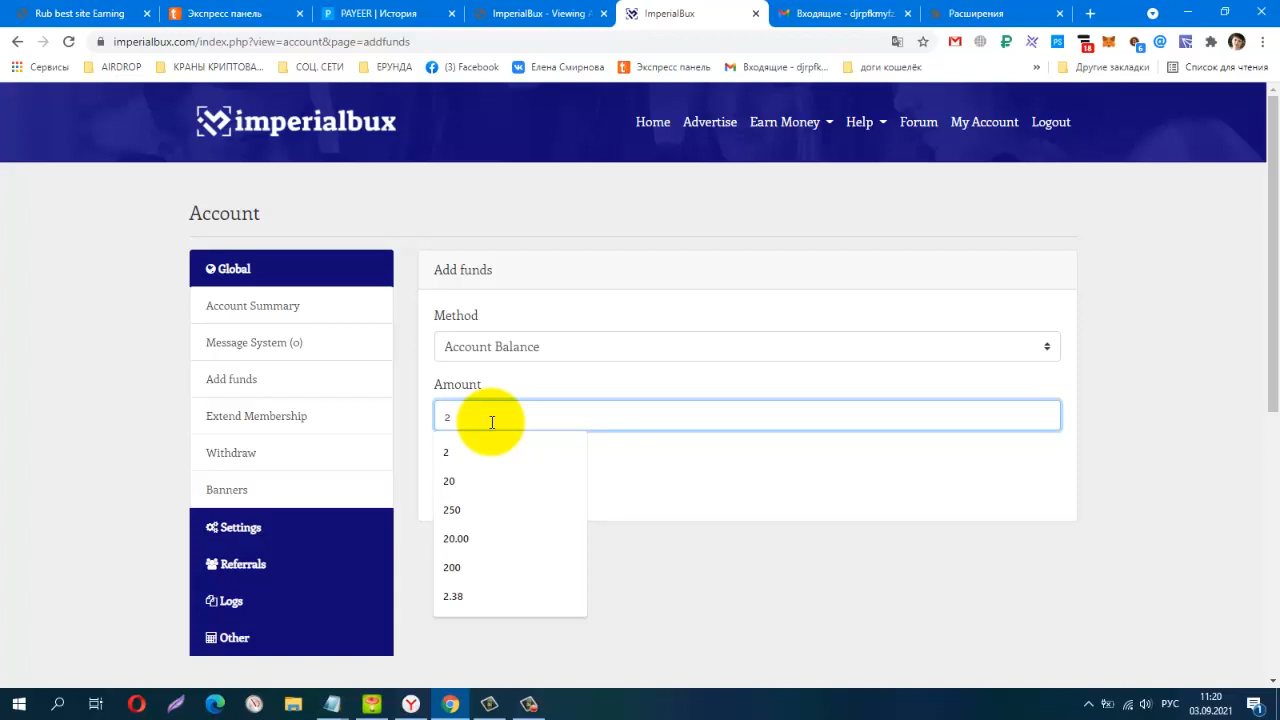 Rub best site Earning
Экспресс панель
PAYEER | История
ImperialBux - Viewing A
ImperialBux
Входящие - djrpfkmyfz
Расширения
imperialbux.com/index.php?view=account&page=addfunds
18
6
Сервисы
AIRDROP
КРАНЫ КРИПТОВА...
СОЦ. СЕТИ
ЕРУНДА
(3) Facebook
Елена Смирнова
Экспресс панель
Входящие - djrpfk...
доги кошелёк
»
Другие закладки
Список для чтения
imperialbux
Home
Advertise
Earn Money
Help
Forum
My Account
Logout
Account
Global
Account Summary
Message System (0)
Add funds
Extend Membership
Withdraw
Banners
Settings
Referrals
Logs
Other
Add funds
Method
Account Balance
Amount
2
2
20
250
20.00
200
2.38
РУС
11:20
03.09.2021